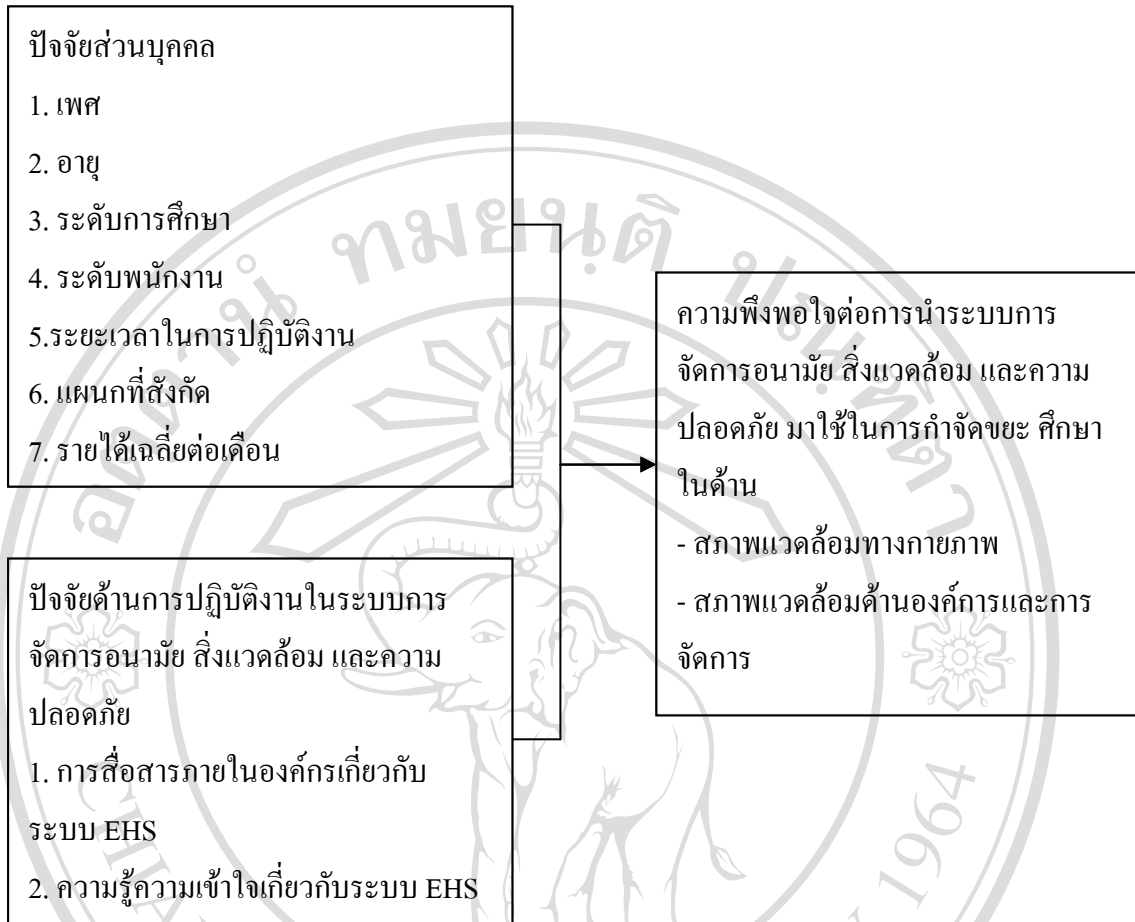 ปัจจัยส่วนบุคคล
1. เพศ
2. อายุ
3. ระดับการศึกษา
4. ระดับพนักงาน
5.ระยะเวลาในการปฏิบัติงาน
6. แผนกที่สังกัด
7. รายได้เฉลี่ยต่อเดือน
ปัจจัยด้านการปฏิบัติงานในระบบการ
จัดการอนามัย สิ่งแวดล้อม และความ
ปลอดภัย
1. การสื่อสารภายในองค์กรเกี่ยวกับ
ระบบ EHS
2. ความรู้ความเข้าใจเกี่ยวกับระบบ EHS
ความพึงพอใจต่อการนำระบบการ
จัดการอนามัย สิ่งแวดล้อม และความ
ปลอดภัย มาใช้ในการกำจัดขยะ ศึกษา
ในด้าน
- สภาพแวดล้อมทางกายภาพ
- สภาพแวดล้อมด้านองค์การและการ
จัดการ
ทมยนฺติ
1964